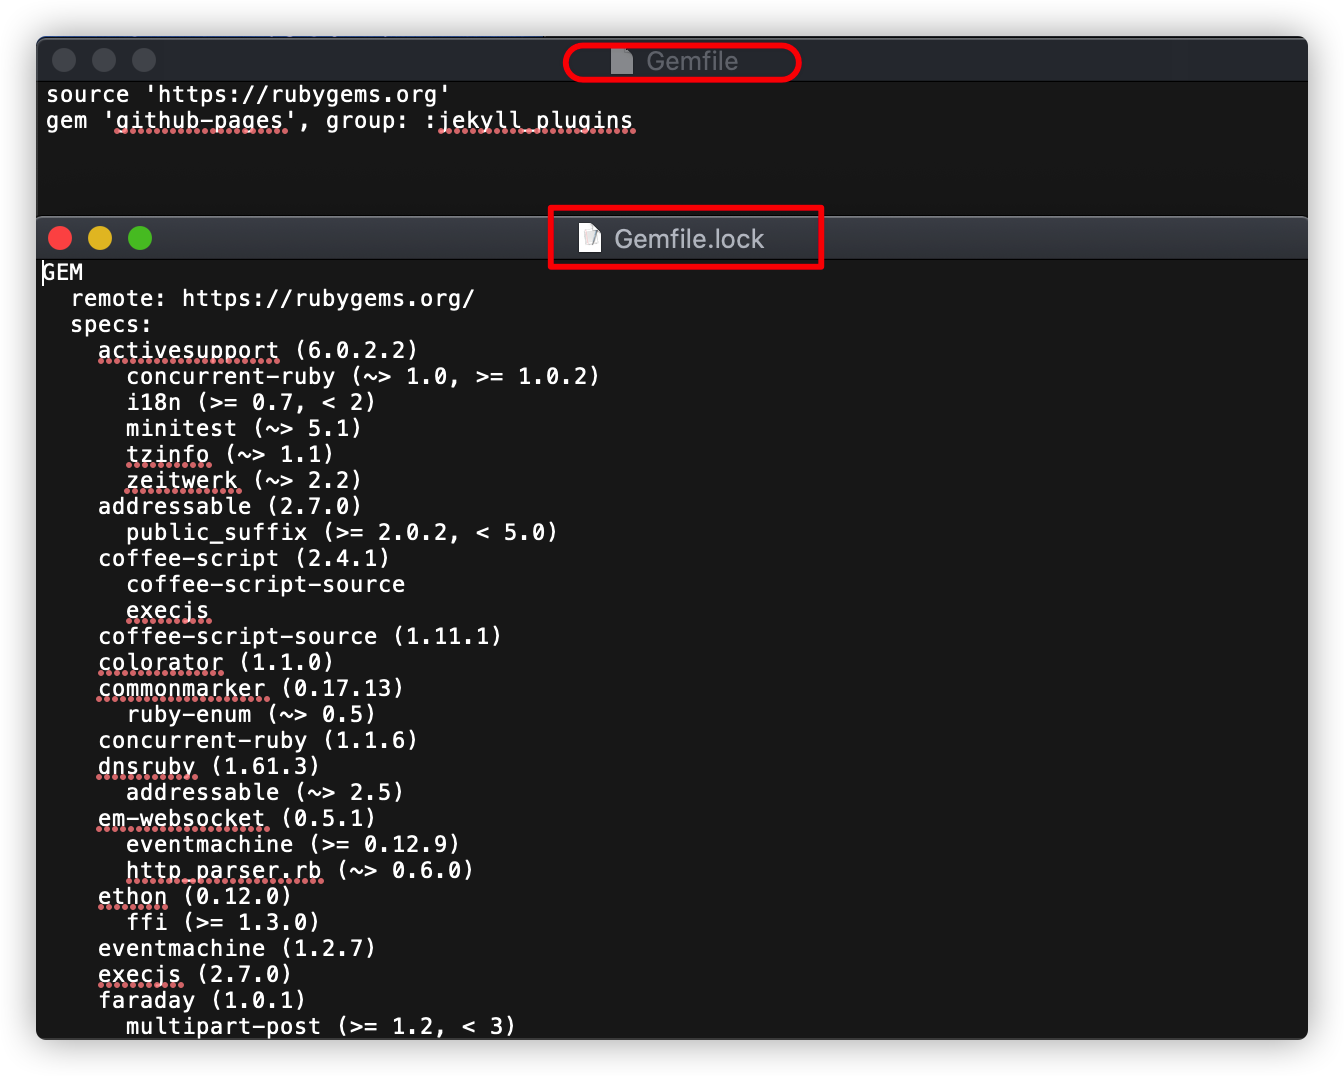 Gemfile
source 'https://rubygems.org'
gem 'github-pages', group: :jekyll_plugins
Gemfile.lock
GEM
  remote: https://rubygems.org/
  specs:
    activesupport (6.0.2.2)
      concurrent-ruby (~> 1.0, >= 1.0.2)
      i18n (>= 0.7, < 2)
      minitest (~> 5.1)
      tzinfo (~> 1.1)
      zeitwerk (~> 2.2)
    addressable (2.7.0)
      public_suffix (>= 2.0.2, < 5.0)
    coffee-script (2.4.1)
      coffee-script-source
      execjs
    coffee-script-source (1.11.1)
    colorator (1.1.0)
    commonmarker (0.17.13)
      ruby-enum (~> 0.5)
    concurrent-ruby (1.1.6)
    dnsruby (1.61.3)
      addressable (~> 2.5)
    em-websocket (0.5.1)
      eventmachine (>= 0.12.9)
      http_parser.rb (~> 0.6.0)
    ethon (0.12.0)
      ffi (>= 1.3.0)
    eventmachine (1.2.7)
    execjs (2.7.0)
    faraday (1.0.1)
      multipart-post (>= 1.2, < 3)